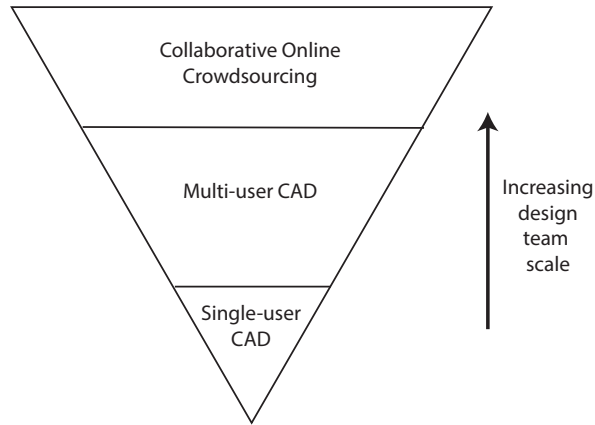 Collaborative Online
Crowdsourcing
Multi-user CAD
Increasing
design
team
scale
Single-user
CAD